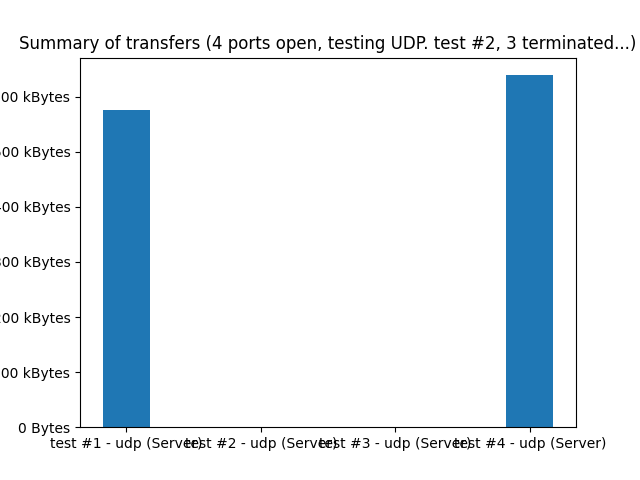 Summary of transfers (4 ports open, testing UDP. test #2, 3 terminated...)
00 kBytes
500 kBytes
400 kBytes
300 kBytes
200 kBytes
00 kBytes
0 Bytes
test #1 - udp (Server) test #2 - udp (Server) test #3 - udp (Server) test #4 - udp (Server)